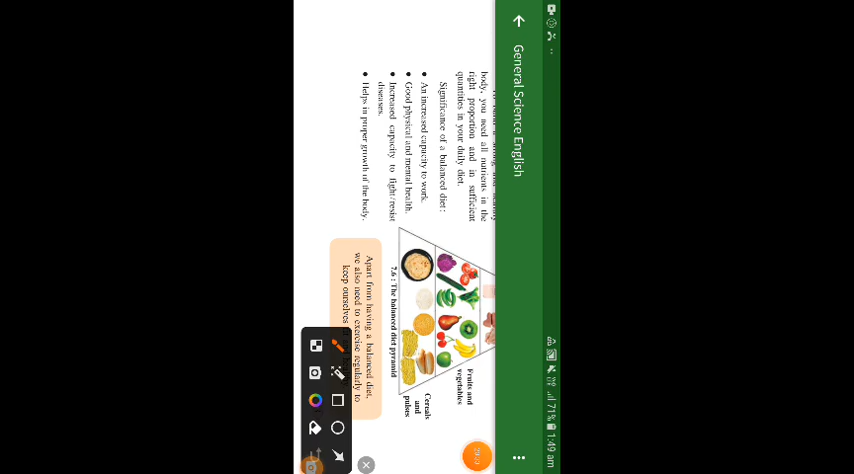 71% 1:49 am
General Science English
body, you need all nutrients in the
right proportion and in sufficient
quantities in your daily diet.
Significance of a balanced diet :
• An increased capacity to work.
• Good physical and mental health.
• Increased capacity to fight/resist
diseases.
• Helps in proper growth of the body.
Fruits and
vegetables
Cereals
and
pulses
7.6 : The balanced diet pyramid
Apart from having a balanced diet,
we also need to exercise regularly to
keep ourselves